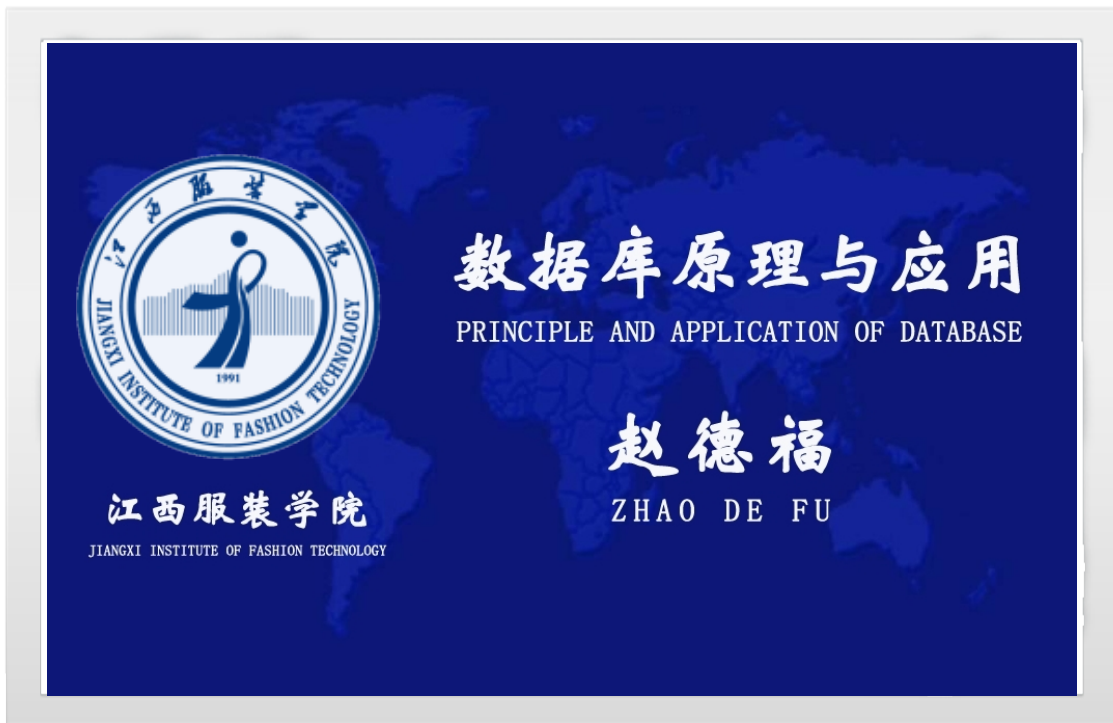 江西服装学院
JIANGXI INSTITUTE OF FASHION TECHNOLOGY
1991
江西服装学院
JIANGXI INSTITUTE OF FASHION TECHNOLOGY
数据库原理与应用
PRINCIPLE AND APPLICATION OF DATABASE
赵德福
ZHAO DE FU